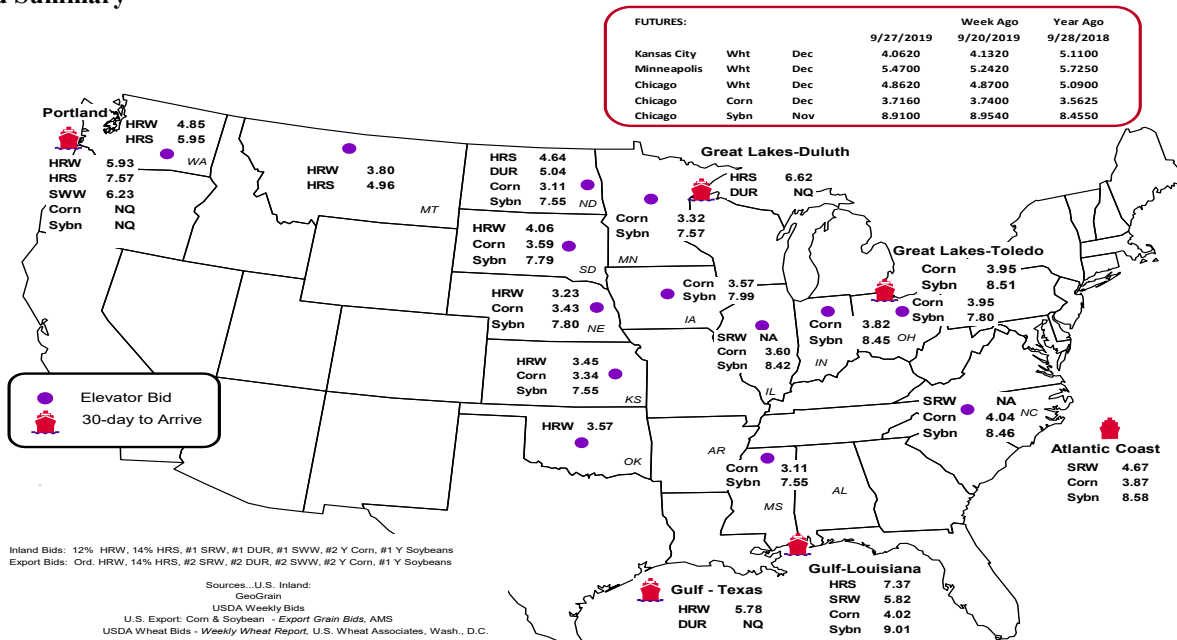 d Summary
FUTURES: Week Ago Year Ago
9/27/2019 9/20/2019 9/28/2018
Kansas City Wht Dec 4.0620 4.1320 5.1100
Minneapolis Wht Dec 5.4700 5.2420 5.7250
Chicago Wht Dec 4.8620 4.8700 5.0900
Chicago Corn Dec 3.7160 3.7400 3.5625
Chicago Sybn Nov 8.9100 8.9540 8.4550
Portland
HRW 4.85
HRS 5.95
WA
HRW 5.93
HRS 7.57
SWW 6.23
Corn NQ
Sybn NQ
HRW 3.80
HRS 4.96
MT
HRS 4.64
DUR 5.04
Corn 3.11
Sybn 7.55
ND
Great Lakes-Duluth
HRS 6.62
DUR NQ
Corn 3.32
Sybn 7.57
MN
HRW 4.06
Corn 3.59
Sybn 7.79
SD
Great Lakes-Toledo
Corn 3.95
Sybn 8.51
Corn 3.95
Sybn 7.80
OH
HRW 3.23
Corn 3.43
Sybn 7.80
NE
Corn 3.57
Sybn 7.99
IA
SRW NA
Corn 3.60
Sybn 8.42
IL
Corn 3.82
Sybn 8.45
IN
HRW 3.45
Corn 3.34
Sybn 7.55
KS
Elevator Bid
30-day to Arrive
HRW 3.57
OK
AR
Corn 3.11
Sybn 7.55
MS
AL
SRW NA
Corn 4.04
Sybn 8.46
NC
Atlantic Coast
SRW 4.67
Corn 3.87
Sybn 8.58
Gulf - Texas
HRW 5.78
DUR NQ
Gulf-Louisiana
HRS 7.37
SRW 5.82
Corn 4.02
Sybn 9.01
Inland Bids: 12% HRW, 14% HRS, #1 SRW, #1 DUR, #1 SWW, #2 Y Corn, #1 Y Soybeans
Export Bids: Ord. HRW, 14% HRS, #2 SRW, #2 DUR, #2 SWW, #2 Y Corn, #1 Y Soybeans
Sources...U.S. Inland:
GeoGrain
USDA Weekly Bids
U.S. Export: Corn & Soybean - Export Grain Bids, AMS
USDA Wheat Bids - Weekly Wheat Report, U.S. Wheat Associates, Wash., D.C.